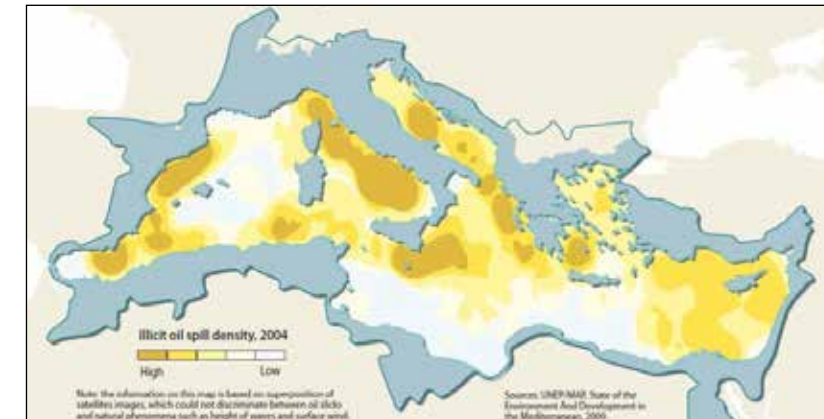 Illicit oil spill density, 2004
High Low
Note: the information on this map is based on superposition of
satellites images, which could not discriminate between oil slicks
and natural phenomena such as height of waves and surface wind.
Sources: UNEP/MAP, State of the
Environment And Development in
the Mediterranean, 2009.